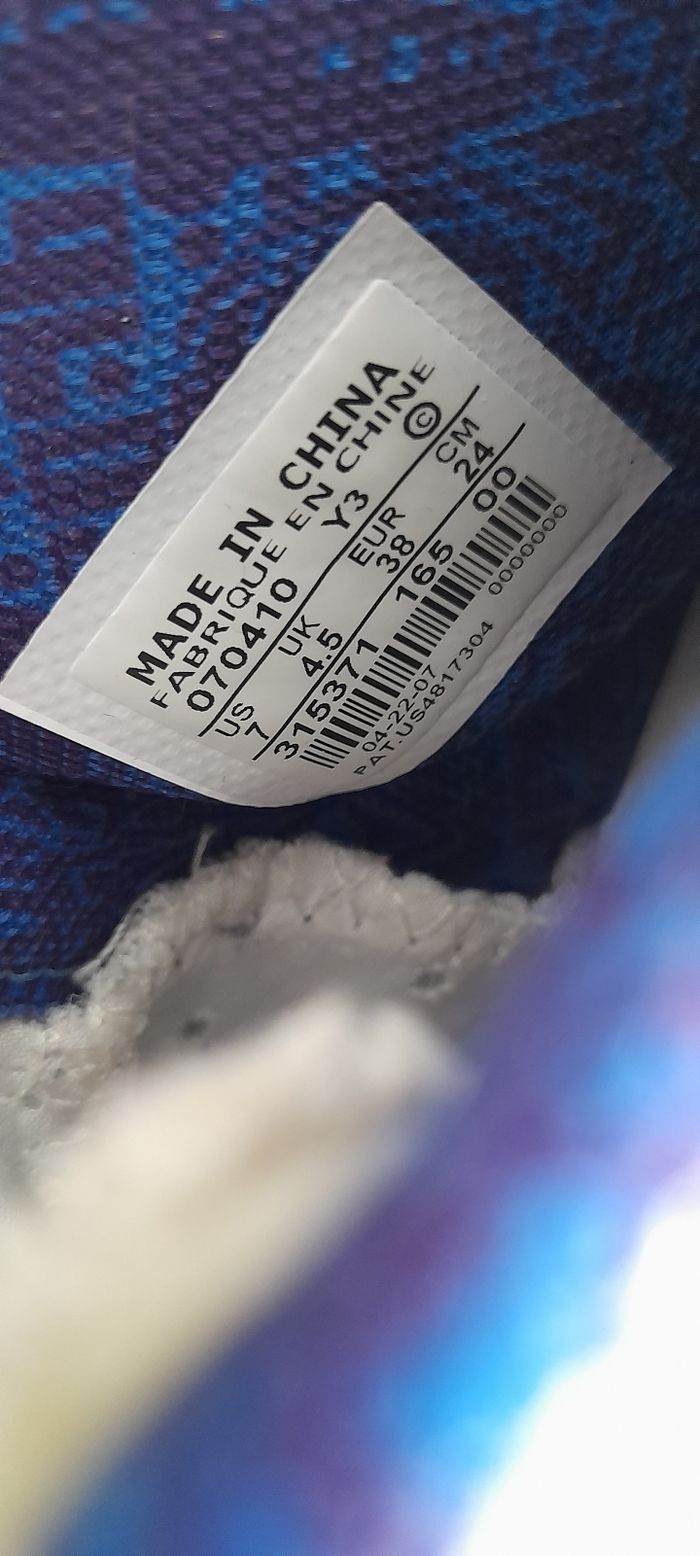 MADE IN CHINA
FABRIQUE EN CHINE
070410 Y3 ©
US UK EUR CM
7 4.5 38 24
315371 165 00
04-22-07 0000000
PAT.US4817304